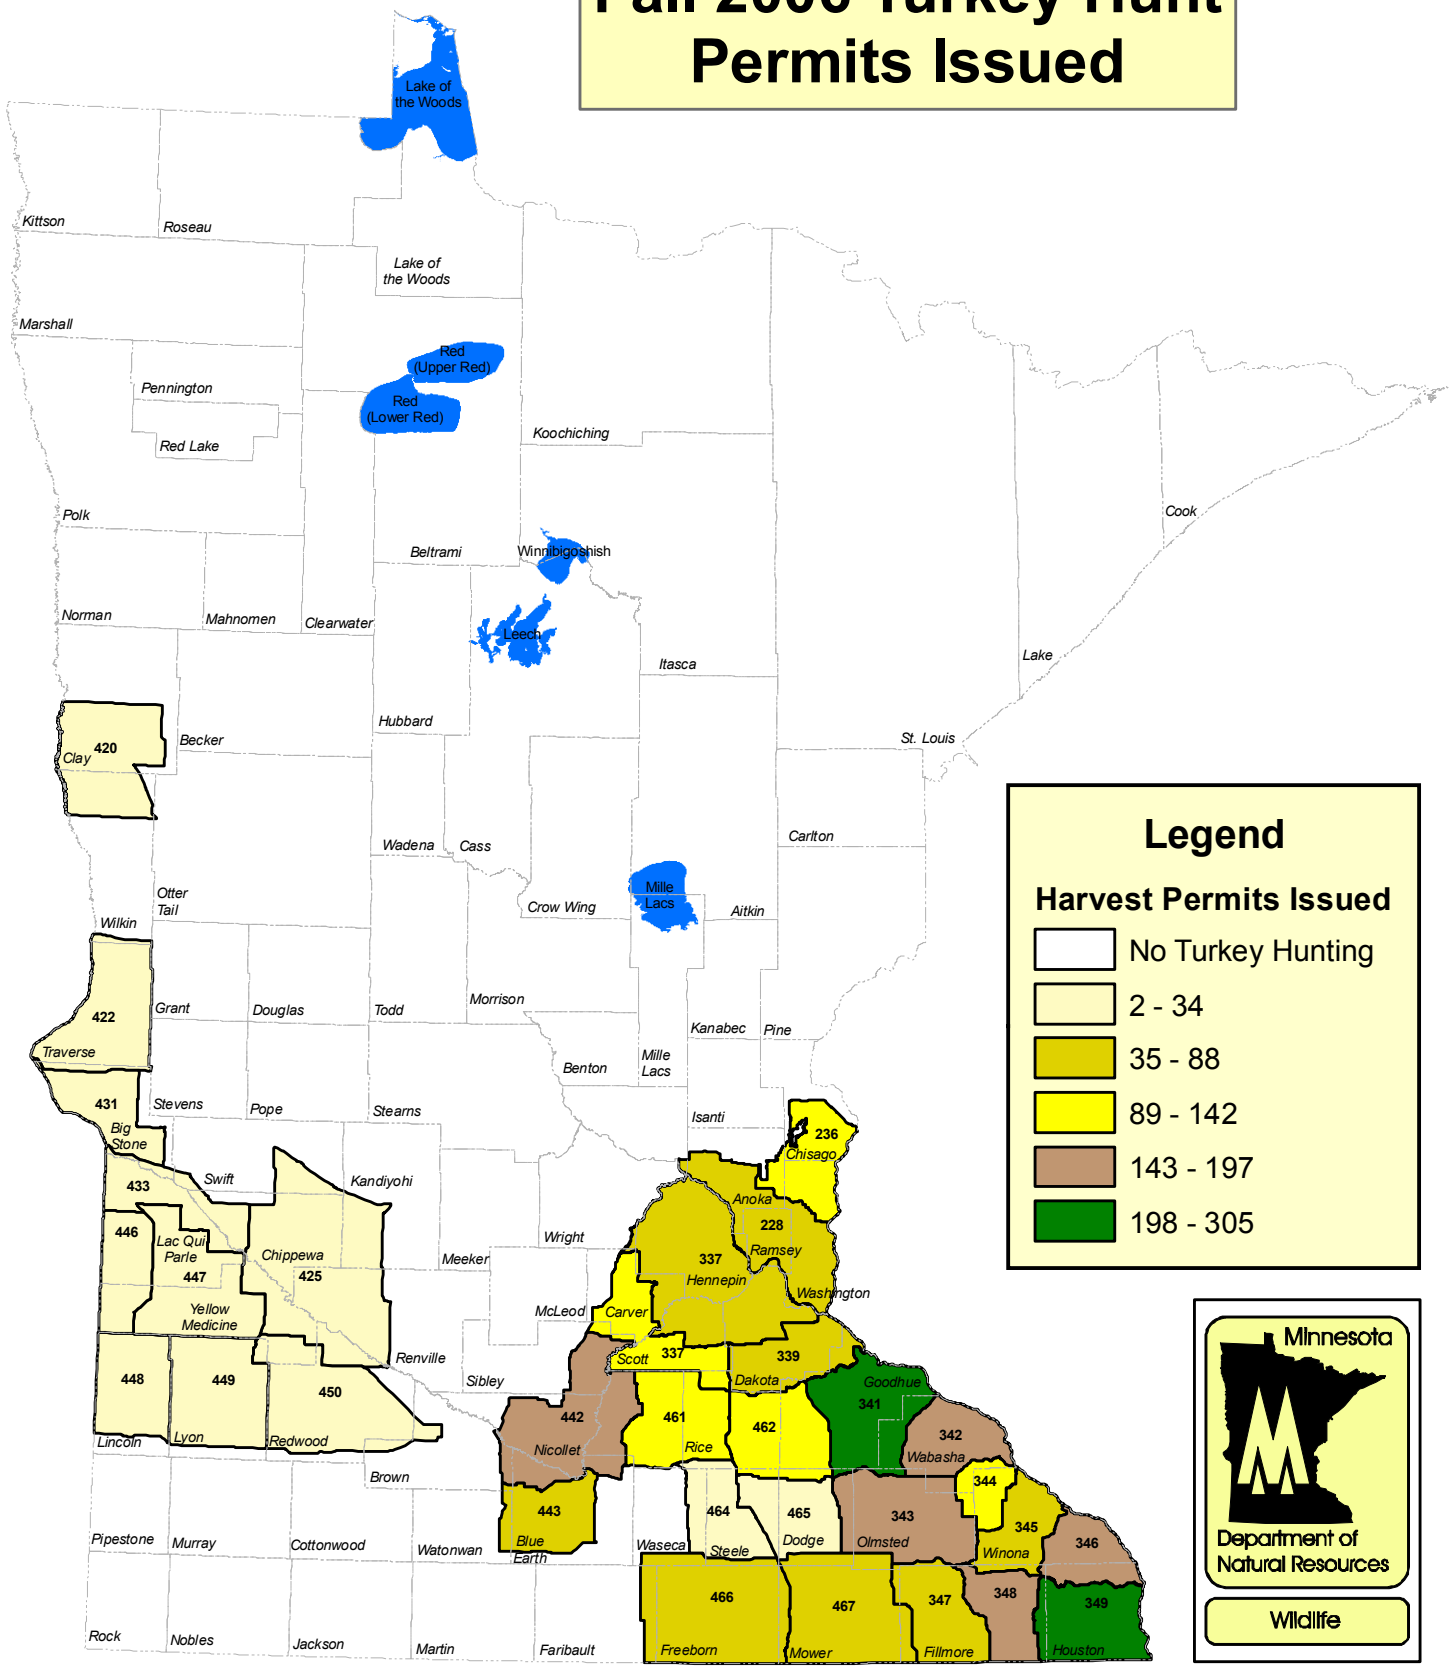 Fall 2006 Turkey Hunt
Permits Issued
Lake of
the Woods
Kittson
Roseau
Lake of
the Woods
Marshall
Red
(Upper Red)
Pennington
Red
(Lower Red)
Red Lake
Koochiching
Polk
Cook
Beltrami
Winnibigoshish
Norman
Mahnomen
Clearwater
Leech
Itasca
Lake
Hubbard
Becker
St. Louis
420
Clay
Wadena
Cass
Carlton
Legend
Harvest Permits Issued
No Turkey Hunting
2 - 34
35 - 88
89 - 142
143 - 197
198 - 305
Mille
Lacs
Otter
Tail
Crow Wing
Aitkin
Wilkin
Grant
Douglas
Todd
Morrison
422
Traverse
Kanabec
Pine
Benton
Mille
Lacs
431
Big
Stone
Stevens
Pope
Stearns
Isanti
236
Chisago
433
Swift
Kandiyohi
Anoka
446
Lac Qui
Parle
447
Chippewa
425
Meeker
Wright
228
Ramsey
337
Hennepin
Washington
Yellow
Medicine
McLeod
Carver
Renville
Sibley
Scott
337
339
Dakota
448
449
450
Goodhue
341
442
Nicollet
461
Rice
462
342
Wabasha
Lincoln
Lyon
Redwood
Brown
344
443
Blue
Earth
464
Steele
465
Dodge
343
Olmsted
345
Winona
346
Pipestone
Murray
Cottonwood
Watonwan
Waseca
466
467
347
348
349
Rock
Nobles
Jackson
Martin
Faribault
Freeborn
Mower
Fillmore
Houston
Minnesota
Department of
Natural Resources
Wildlife